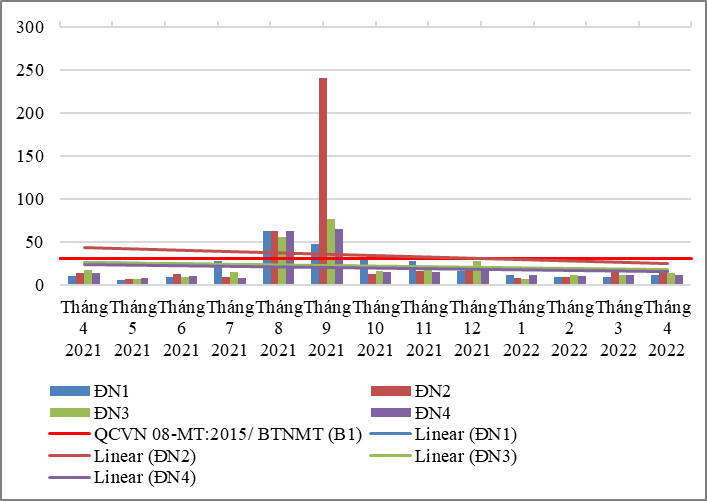 300
250
200
150
100
50
0
Tháng Tháng Tháng Tháng Tháng Tháng Tháng Tháng Tháng Tháng Tháng Tháng Tháng
4 5 6 7 8 9 10 11 12 1 2 3 4
2021 2021 2021 2021 2021 2021 2021 2021 2021 2022 2022 2022 2022
ĐN1 ĐN2
ĐN3 ĐN4
QCVN 08-MT:2015/ BTNMT (B1) Linear (ĐN1)
Linear (ĐN2) Linear (ĐN3)
Linear (ĐN4)